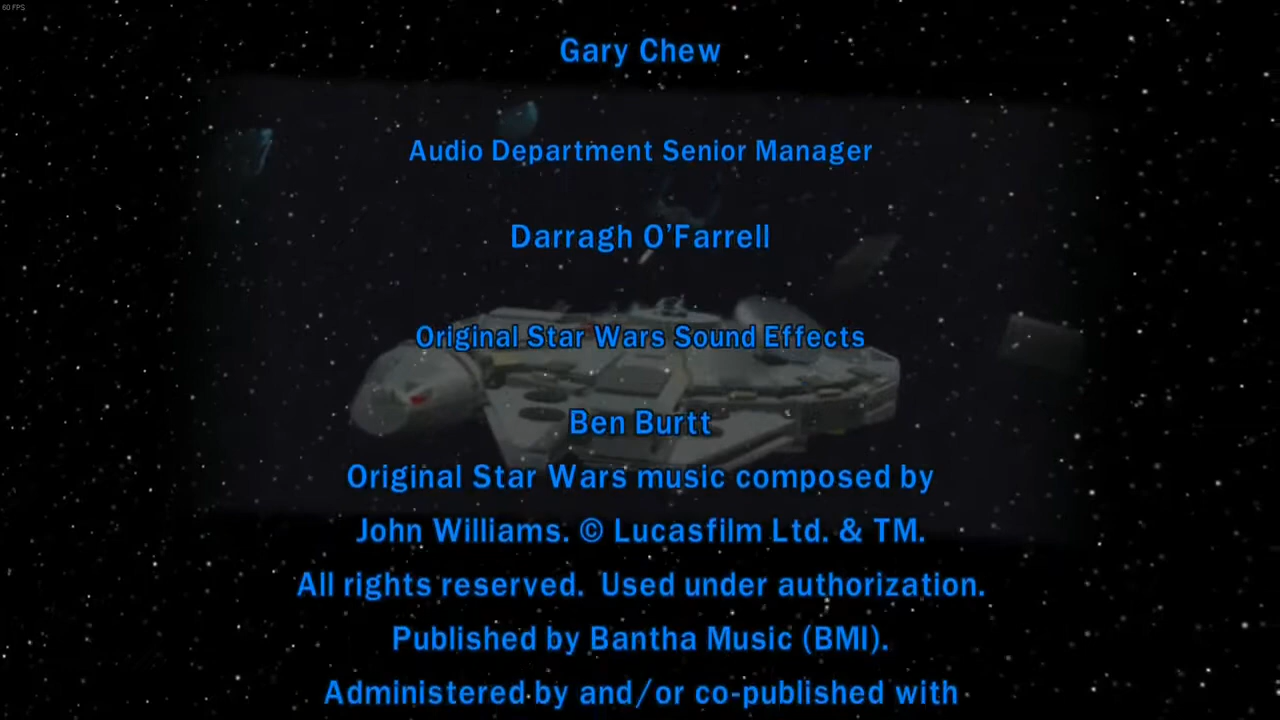 60 FPS
Gary Chew
Audio Department Senior Manager
Darragh O'Farrell
Original Star Wars Sound Effects
Ben Burtt
Original Star Wars music composed by
John Williams. © Lucasfilm Ltd. & TM.
All rights reserved.  Used under authorization.
Published by Bantha Music (BMI).
Administered by and/or co-published with